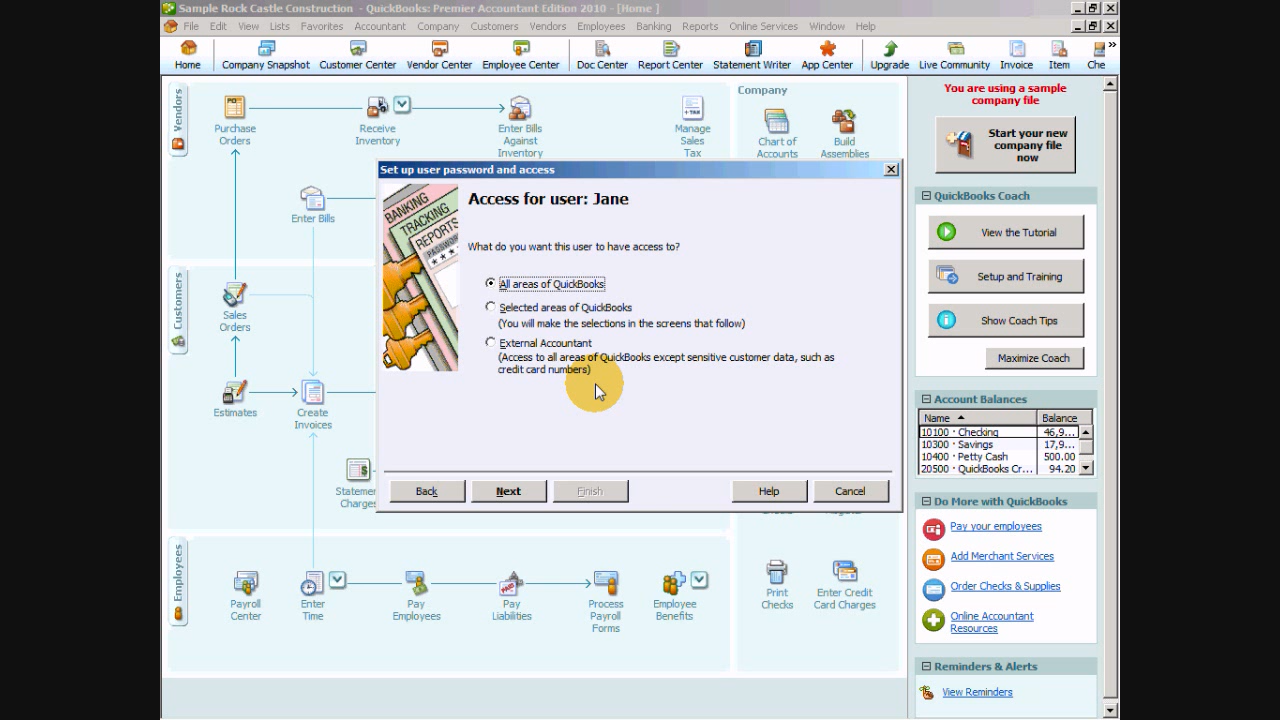 Sample Rock Castle Construction - QuickBooks: Premier Accountant Edition 2010 - [Home ]
File Edit View Lists Favorites Accountant Company Customers Vendors Employees Banking Reports Online Services Window Help
Home Company Snapshot Customer Center Vendor Center Employee Center Doc Center Report Center Statement Writer App Center Upgrade Live Community Invoice Item Che
Vendors
Purchase
Orders
Receive
Inventory
Enter Bills
Against
Inventory
Manage
Sales
Tax
Enter Bills
Company
Chart of
Accounts
Build
Assemblies
Customers
Sales
Orders
Estimates
Create
Invoices
Statemen
Charges
Employees
Payroll
Center
Enter
Time
Pay
Employees
Pay
Liabilities
Process
Payroll
Forms
Employee
Benefits
Print
Checks
Enter Credit
Card Charges
Set up user password and access
BANKING
TRACKING
REPORTS
PASSWOR
****
Access for user: Jane
What do you want this user to have access to?
All areas of QuickBooks
Selected areas of QuickBooks
(You will make the selections in the screens that follow)
External Accountant
(Access to all areas of QuickBooks except sensitive customer data, such as
credit card numbers)
Back Next Finish Help Cancel
You are using a sample
company file
Start your new
company file
now
QuickBooks Coach
View the Tutorial
Setup and Training
Show Coach Tips
Maximize Coach
Account Balances
Name Balance
10100 · Checking 46,9...
10300 · Savings 17,9...
10400 · Petty Cash 500.00
20500 · QuickBooks Cr... 94.20
Do More with QuickBooks
Pay your employees
Add Merchant Services
Order Checks & Supplies
Online Accountant
Resources
Reminders & Alerts
View Reminders